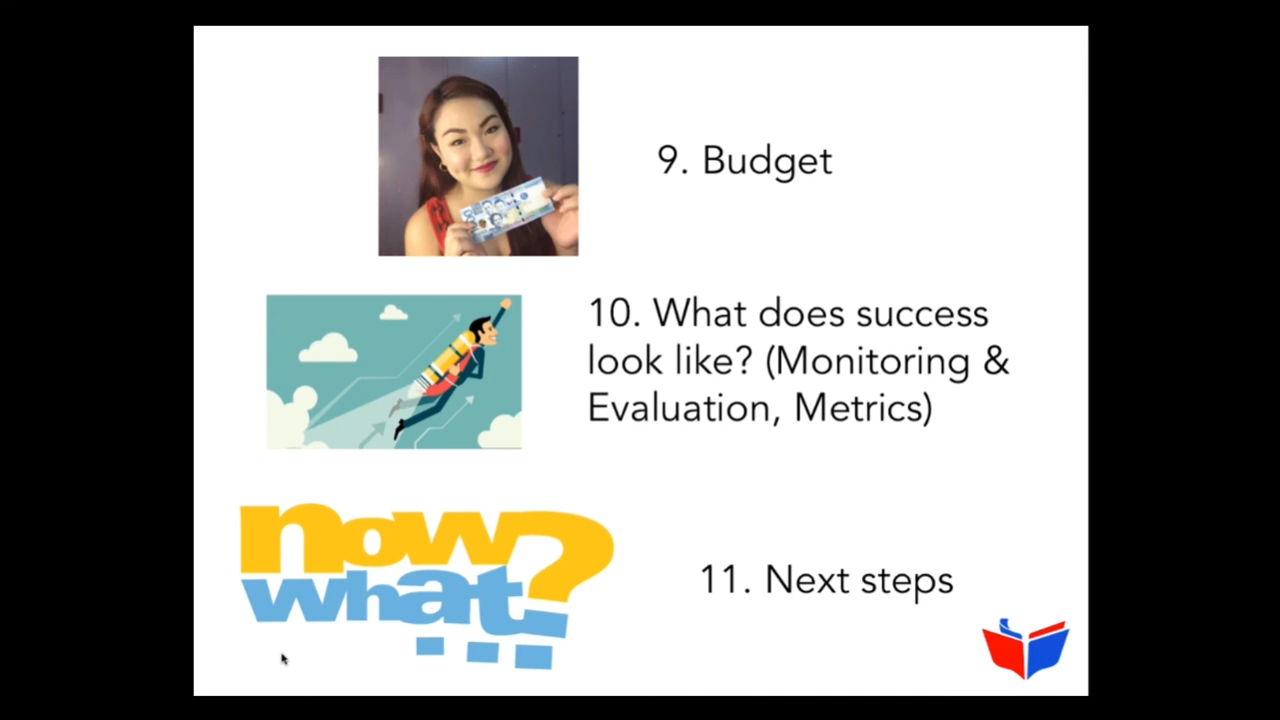 9. Budget
10. What does success
look like? (Monitoring &
Evaluation, Metrics)
now
what...?
11. Next steps